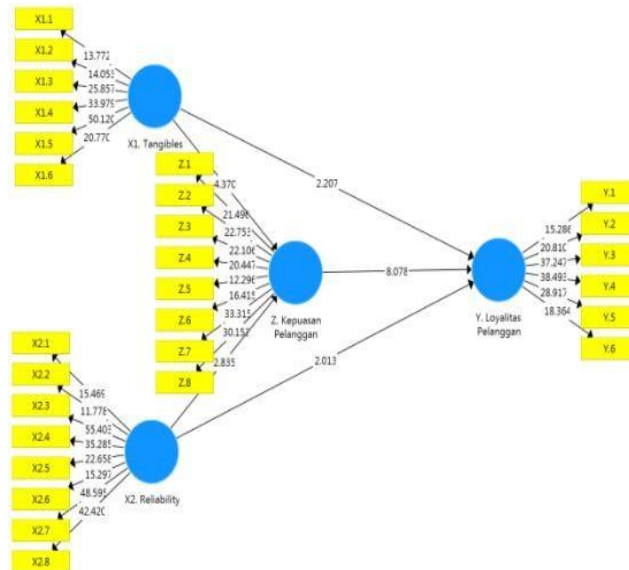 X1.1
X1.2
X1.3
X1.4
X1.5
X1.6
13.772
14.053
25.857
33.979
50.120
20.770
X1. Tangibles
2.207
4.370
Z.1
Z.2
Z.3
Z.4
Z.5
Z.6
Z.7
Z.8
21.496
22.753
22.106
20.447
12.296
16.415
33.315
30.152
2.835
Z. Kepuasan
Pelanggan
8.078
2.013
Y.1
Y.2
Y.3
Y.4
Y.5
Y.6
15.286
20.810
37.247
38.493
28.917
18.364
Y. Loyalitas
Pelanggan
X2.1
X2.2
X2.3
X2.4
X2.5
X2.6
X2.7
X2.8
15.469
11.778
55.403
35.285
22.658
15.297
48.595
42.420
X2. Reliability